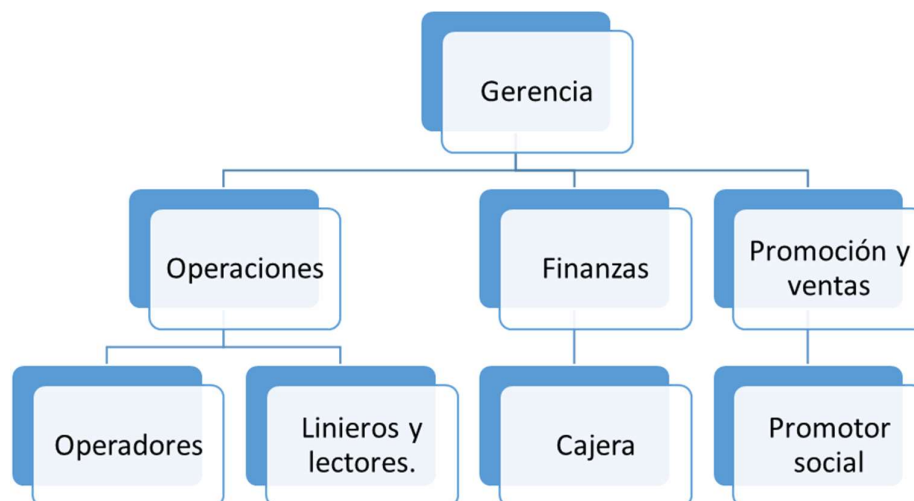 Gerencia
Operaciones
Finanzas
Promoción y
ventas
Operadores
Linieros y
lectores.
Cajera
Promotor
social